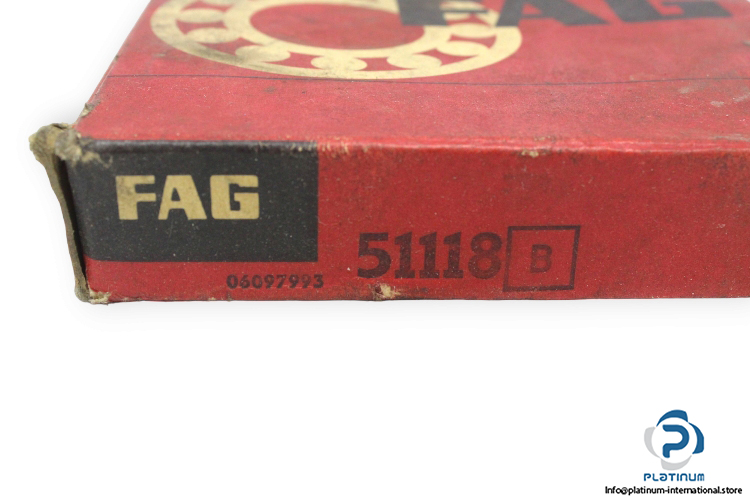 FAG
FAG
51118 B
06097993
PLATINUM
Info@platinum-international.store